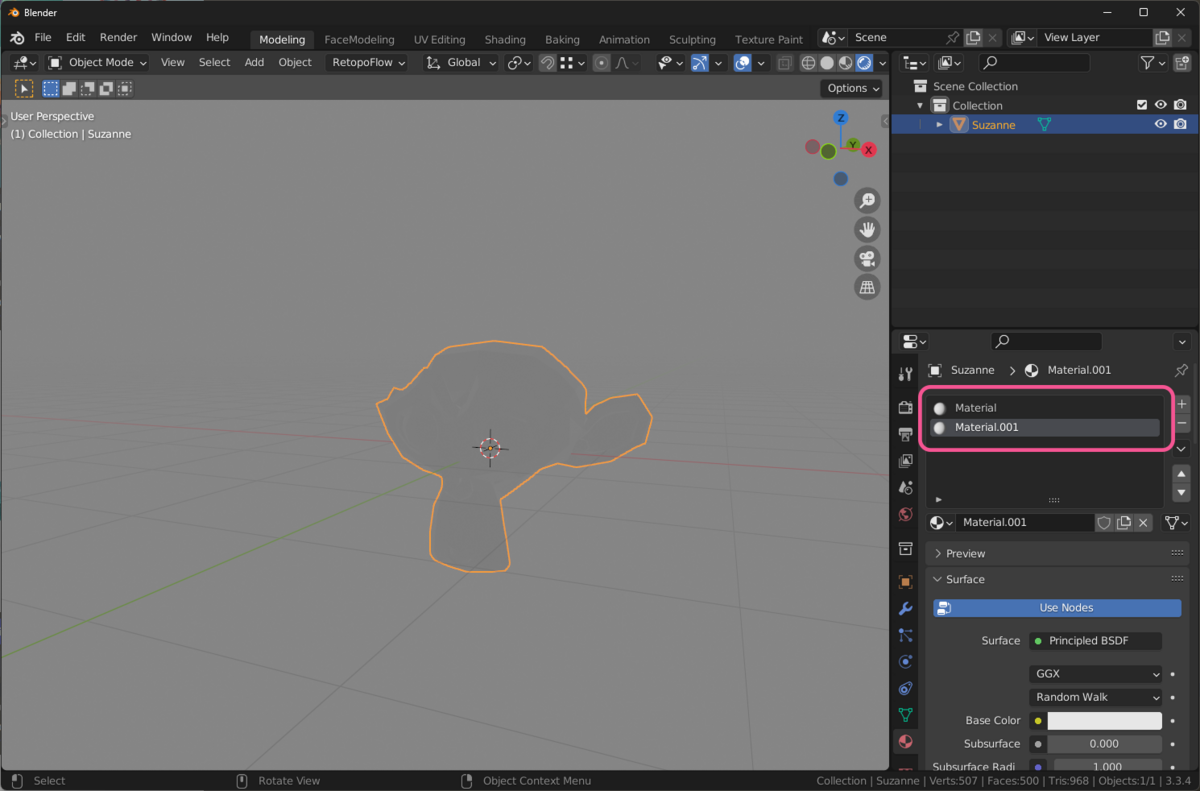 Blender
File Edit Render Window Help Modeling FaceModeling UV Editing Shading Baking Animation Sculpting Texture Paint Scene View Layer
Object Mode View Select Add Object RetopoFlow Global
Options
User Perspective
(1) Collection | Suzanne
Z
Y
X
Scene Collection
Collection
Suzanne
Suzanne Material.001
Material
Material.001
Material.001
Preview
Surface
Use Nodes
Surface Principled BSDF
GGX
Random Walk
Base Color
Subsurface 0.000
Subsurface Radi 1.000
Select Rotate View Object Context Menu Collection | Suzanne | Verts:507 | Faces:500 | Tris:968 | Objects:1/1 | 3.3.4